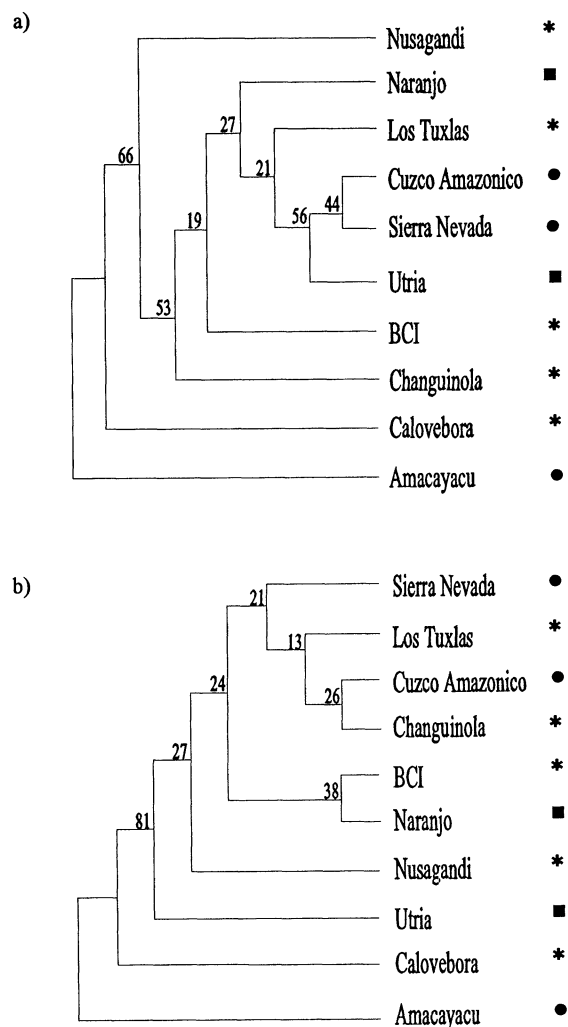 a)
Nusagandi *
Naranjo ■
27
Los Tuxlas *
66
21
Cuzco Amazonico ●
44
19
56
Sierra Nevada ●
Utria ■
53
BCI *
Changuinola *
Calovebora *
Amacayacu ●
b)
Sierra Nevada ●
21
Los Tuxlas *
13
24
Cuzco Amazonico ●
26
Changuinola *
27
BCI *
38
Naranjo ■
81
Nusagandi *
Utria ■
Calovebora *
Amacayacu ●